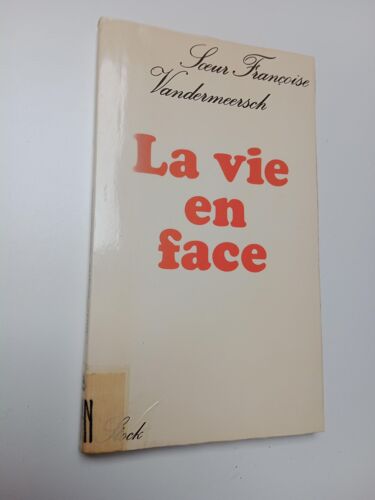 Sœur Françoise
Vandermeersch
La vie
en
face
N
Stock